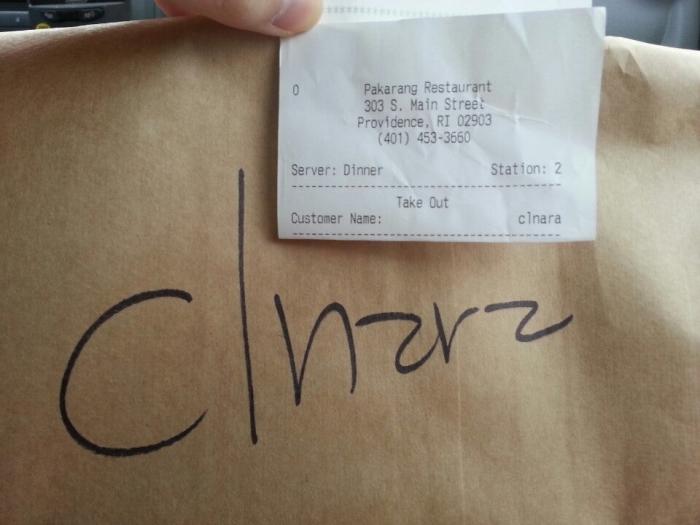 0 Pakarang Restaurant
303 S. Main Street
Providence, RI 02903
(401) 453-3660
Server: Dinner Station: 2
Take Out
Customer Name: clnara
clnara